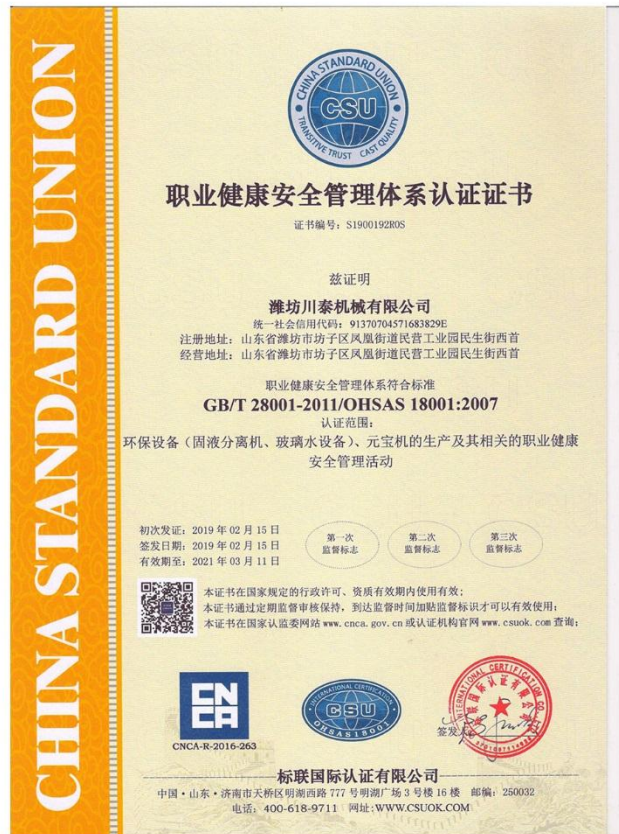 CHINA STANDARD UNION
CHINA STANDARD UNION
CSU
TRANSITIVE TRUST CAST QUALITY
职业健康安全管理体系认证证书
证书编号：S1900192R0S
兹证明
潍坊川泰机械有限公司
统一社会信用代码：91370704571683829E
注册地址：山东省潍坊市坊子区凤凰街道民营工业园民生街西首
经营地址：山东省潍坊市坊子区凤凰街道民营工业园民生街西首
职业健康安全管理体系符合标准
GB/T 28001-2011/OHSAS 18001:2007
认证范围：
环保设备（固液分离机、玻璃水设备）、元宝机的生产及其相关的职业健康
安全管理活动
初次发证：2019 年 02 月 15 日
签发日期：2019 年 02 月 15 日
有效期至：2021 年 03 月 11 日
第一次
监督标志
第二次
监督标志
第三次
监督标志
本证书在国家规定的行政许可、资质有效期内使用有效；
本证书通过定期监督审核保持，到达监督时间加贴监督标识才可以有效使用；
本证书在国家认监委网站 www.cnca.gov.cn 或认证机构官网 www.csuok.com 查询；
CNCA
CNCA-R-2016-263
INTERNATIONAL CERTIFICATION
CSU
OHSAS18001
签发人
标联国际认证有限公司
中国·山东·济南市天桥区明湖西路 777 号明湖广场 3 号楼 16 楼 邮编：250032
电话：400-618-9711 网址:WWW.CSUOK.COM